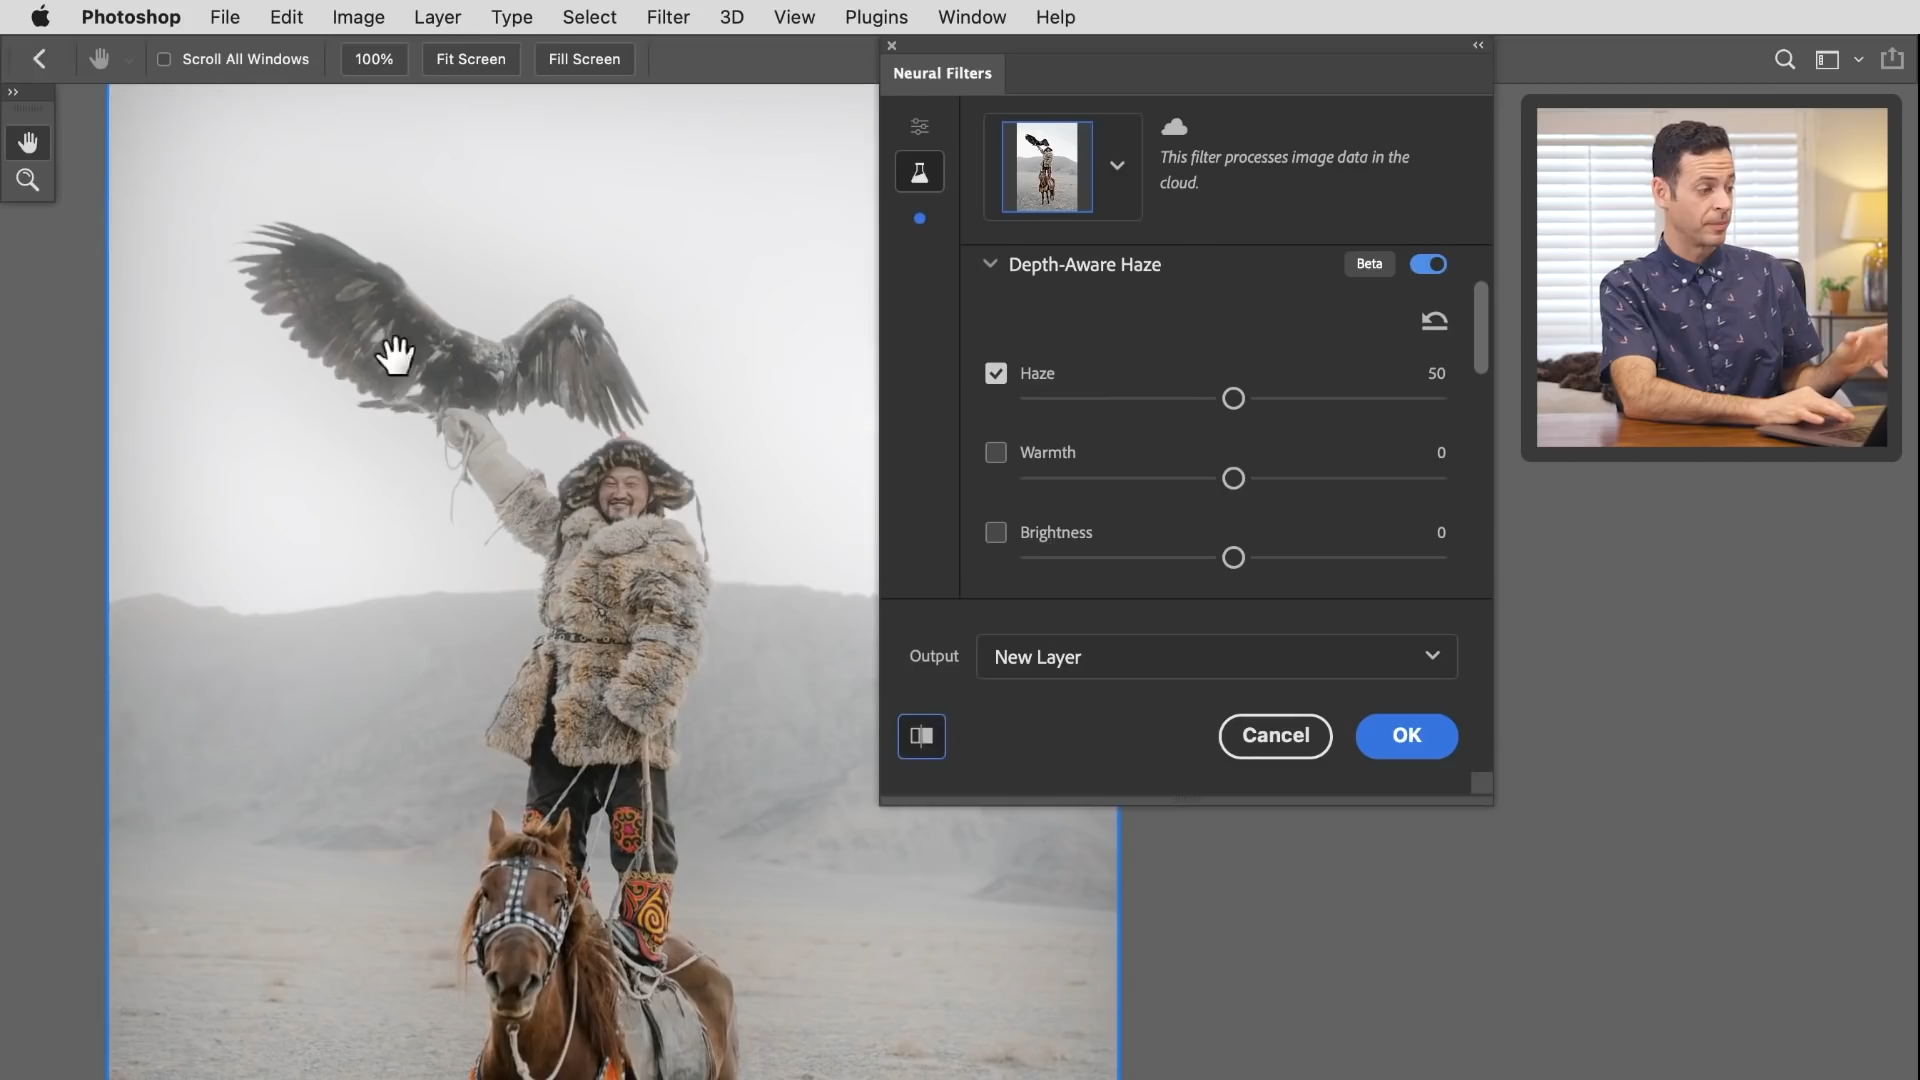 Photoshop File Edit Image Layer Type Select Filter 3D View Plugins Window Help
Scroll All Windows 100% Fit Screen Fill Screen
Neural Filters
This filter processes image data in the
cloud.
Depth-Aware Haze Beta
Haze 50
Warmth 0
Brightness 0
Output New Layer
Cancel OK